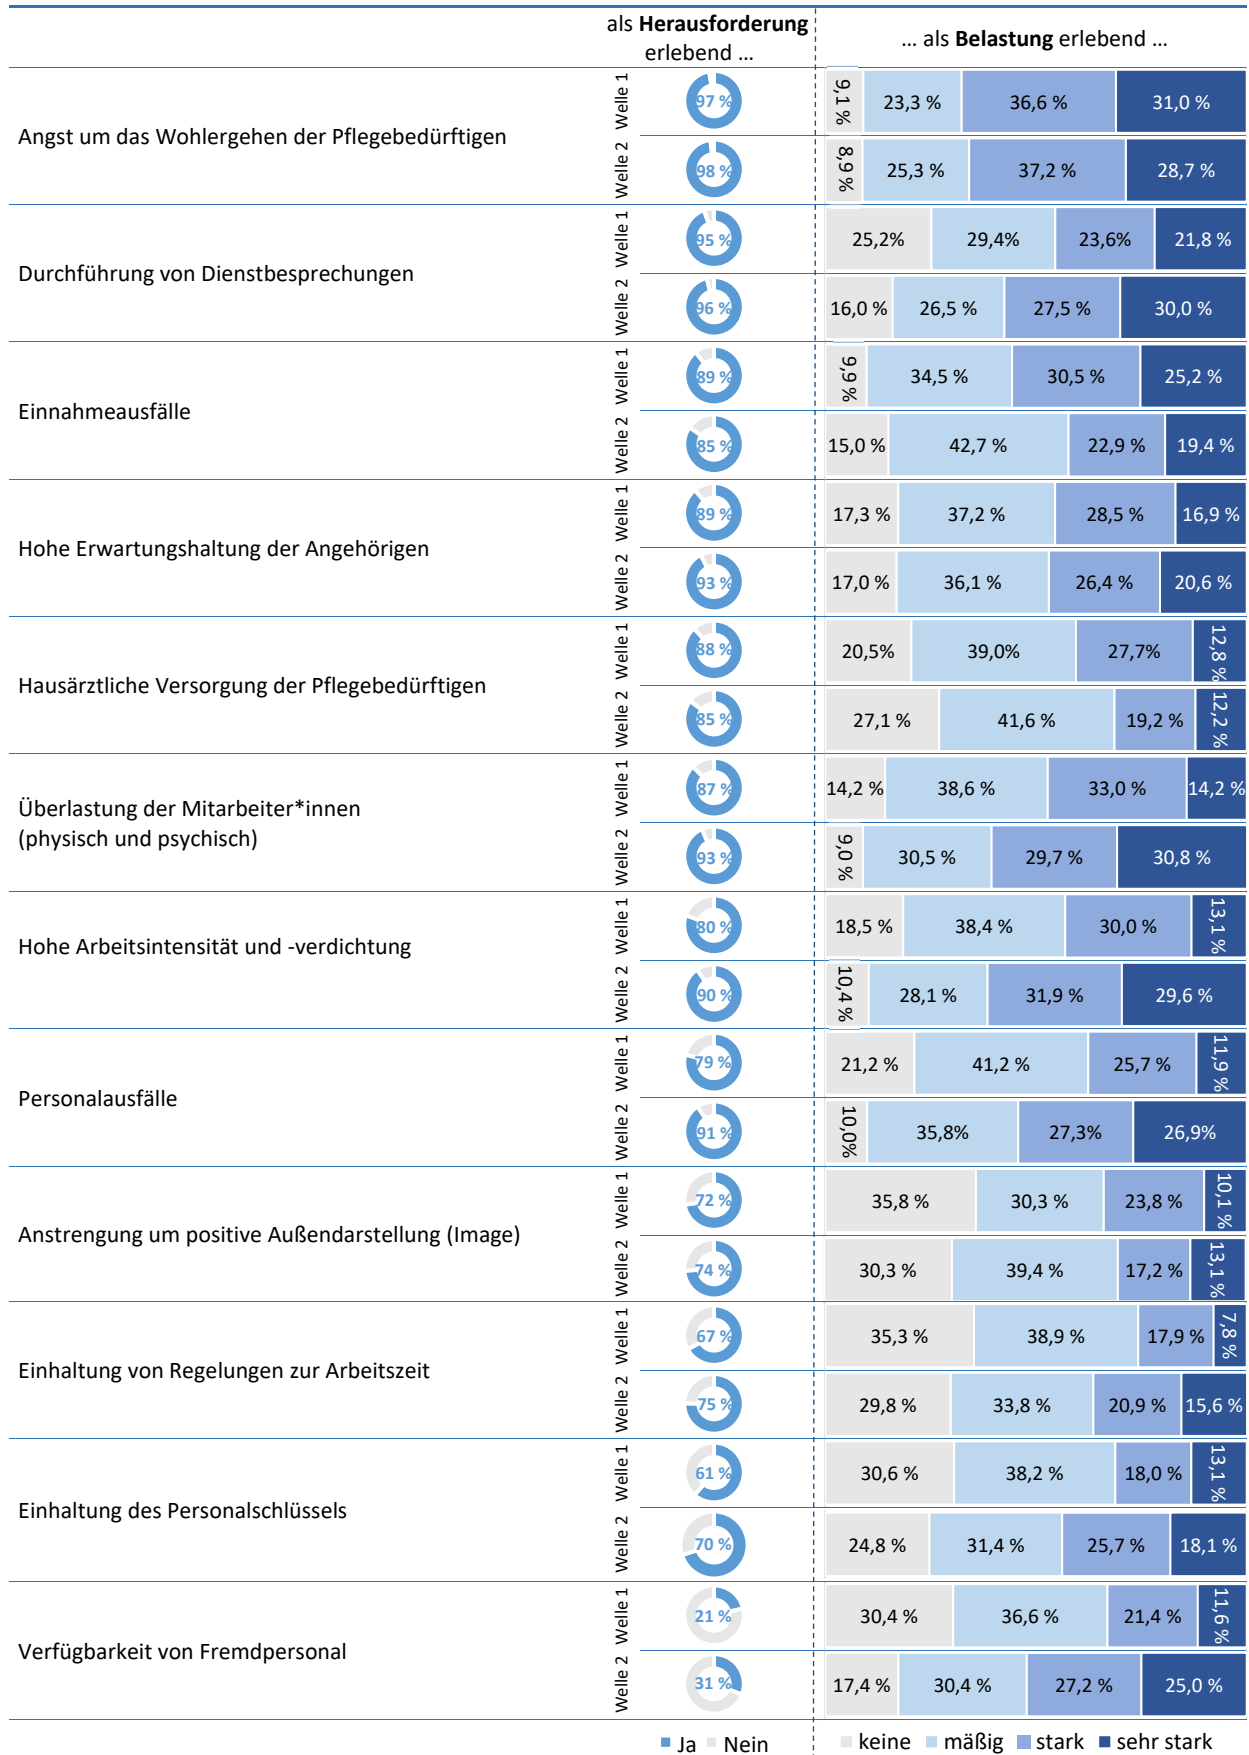 als Herausforderung
erlebend ...
... als Belastung erlebend ...
Angst um das Wohlergehen der Pflegebedürftigen
Welle 1
97 %
9,1 %
23,3 %
36,6 %
31,0 %
Welle 2
98 %
8,9 %
25,3 %
37,2 %
28,7 %
Durchführung von Dienstbesprechungen
Welle 1
95 %
25,2%
29,4%
23,6%
21,8 %
Welle 2
96 %
16,0 %
26,5 %
27,5 %
30,0 %
Einnahmeausfälle
Welle 1
89 %
9,9 %
34,5 %
30,5 %
25,2 %
Welle 2
85 %
15,0 %
42,7 %
22,9 %
19,4 %
Hohe Erwartungshaltung der Angehörigen
Welle 1
89 %
17,3 %
37,2 %
28,5 %
16,9 %
Welle 2
93 %
17,0 %
36,1 %
26,4 %
20,6 %
Hausärztliche Versorgung der Pflegebedürftigen
Welle 1
88 %
20,5%
39,0%
27,7%
12,8 %
Welle 2
85 %
27,1 %
41,6 %
19,2 %
12,2 %
Überlastung der Mitarbeiter*innen
(physisch und psychisch)
Welle 1
87 %
14,2 %
38,6 %
33,0 %
14,2 %
Welle 2
93 %
9,0 %
30,5 %
29,7 %
30,8 %
Hohe Arbeitsintensität und -verdichtung
Welle 1
80 %
18,5 %
38,4 %
30,0 %
13,1 %
Welle 2
90 %
10,4 %
28,1 %
31,9 %
29,6 %
Personalausfälle
Welle 1
79 %
21,2 %
41,2 %
25,7 %
11,9 %
Welle 2
91 %
10,0%
35,8%
27,3%
26,9%
Anstrengung um positive Außendarstellung (Image)
Welle 1
72 %
35,8 %
30,3 %
23,8 %
10,1 %
Welle 2
74 %
30,3 %
39,4 %
17,2 %
13,1 %
Einhaltung von Regelungen zur Arbeitszeit
Welle 1
67 %
35,3 %
38,9 %
17,9 %
7,8 %
Welle 2
75 %
29,8 %
33,8 %
20,9 %
15,6 %
Einhaltung des Personalschlüssels
Welle 1
61 %
30,6 %
38,2 %
18,0 %
13,1 %
Welle 2
70 %
24,8 %
31,4 %
25,7 %
18,1 %
Verfügbarkeit von Fremdpersonal
Welle 1
21 %
30,4 %
36,6 %
21,4 %
11,6 %
Welle 2
31 %
17,4 %
30,4 %
27,2 %
25,0 %
Ja Nein
keine mäßig stark sehr stark